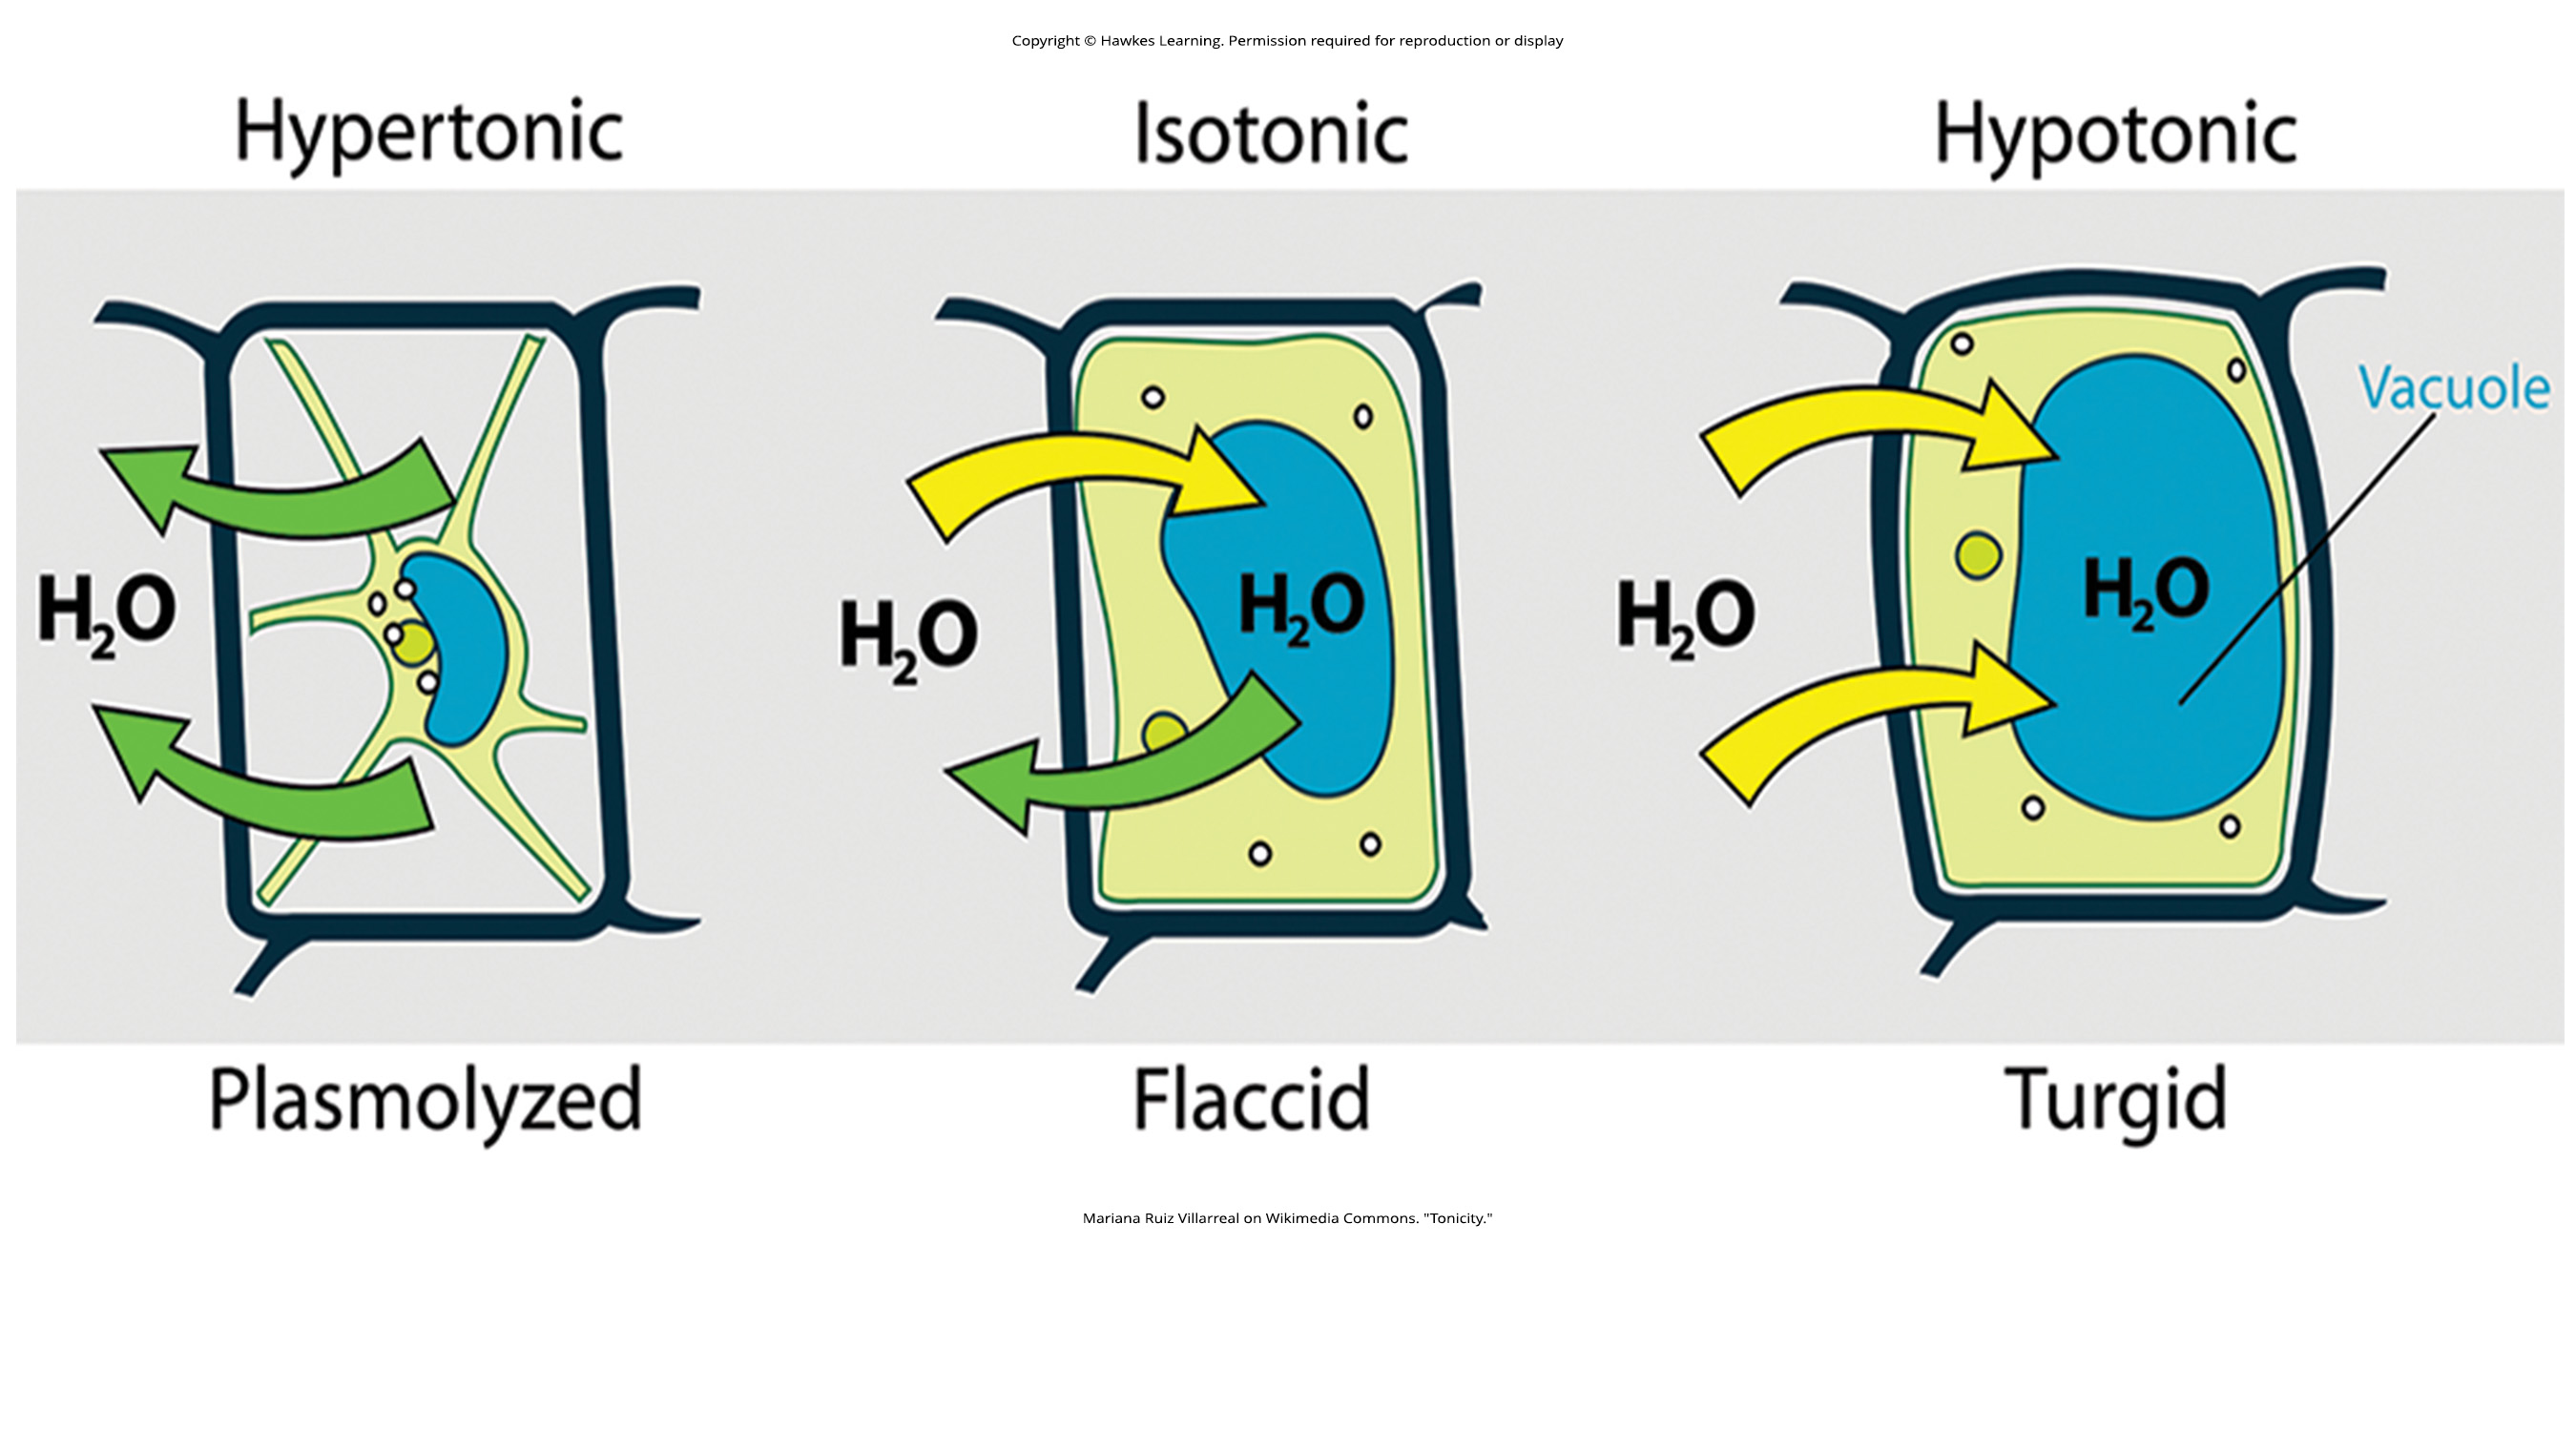 Copyright © Hawkes Learning. Permission required for reproduction or display
Hypertonic
Isotonic
Hypotonic
Vacuole
H₂O
H₂O
H₂O
H₂O
H₂O
Plasmolyzed
Flaccid
Turgid
Mariana Ruiz Villarreal on Wikimedia Commons. "Tonicity."